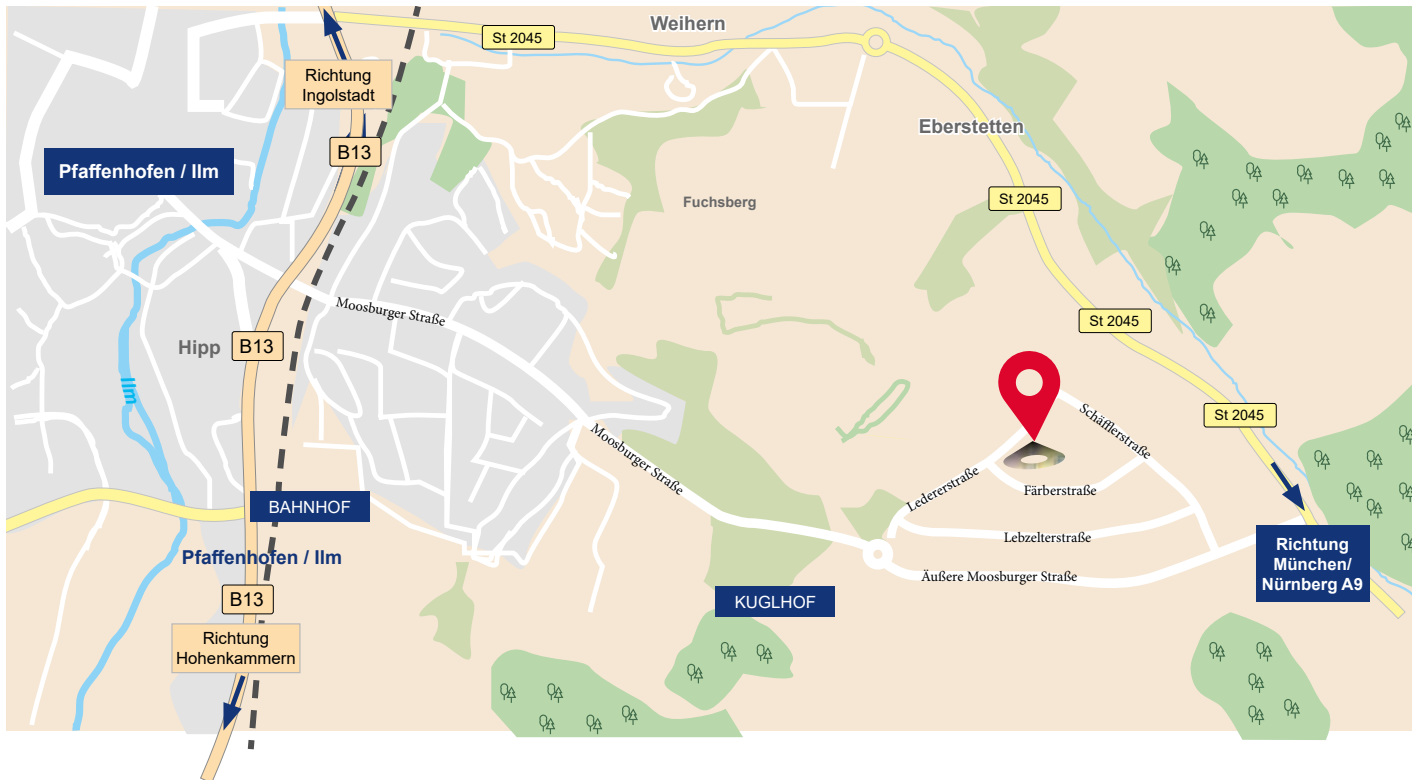 Weihern
St 2045
Richtung
Ingolstadt
Eberstetten
B13
Pfaffenhofen / Ilm
Fuchsberg
St 2045
Moosburger Straße
St 2045
Hipp
B13
Ilm
St 2045
Schäfflerstraße
Moosburger Straße
Ledererstraße
Färberstraße
BAHNHOF
Lebzelterstraße
Pfaffenhofen / Ilm
Richtung
München/
Nürnberg A9
Äußere Moosburger Straße
B13
KUGLHOF
Richtung
Hohenkammern